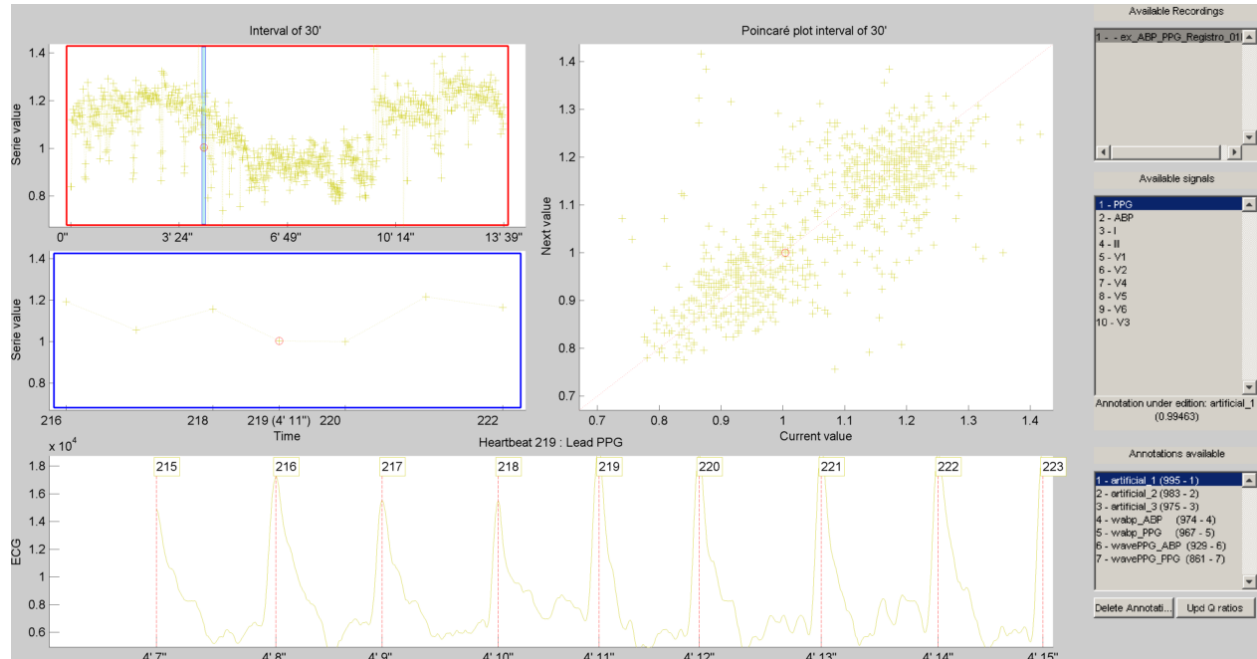 Interval of 30'
1.4
1.2
1
0.8
Serie value
0" 3' 24" 6' 49" 10' 14" 13' 39"
1.4
1.2
1
0.8
Serie value
216 218 219 (4' 11") 220 222
Time
Poincaré plot interval of 30'
1.4
1.3
1.2
1.1
1
0.9
0.8
0.7
Next value
0.7 0.8 0.9 1 1.1 1.2 1.3 1.4
Current value
Heartbeat 219 : Lead PPG
x 10^4
1.8
1.6
1.4
1.2
1
0.8
0.6
ECG
215 216 217 218 219 220 221 222 223
4' 7" 4' 8" 4' 9" 4' 10" 4' 11" 4' 12" 4' 13" 4' 14" 4' 15"
Available Recordings
1 - - ex_ABP_PPG_Registro_01
Available signals
1 - PPG
2 - ABP
3 - I
4 - II
5 - V1
6 - V2
7 - V4
8 - V5
9 - V6
10 - V3
Annotation under edition: artificial_1
(0.99463)
Annotations available
1 - artificial_1 (995 - 1)
2 - artificial_2 (983 - 2)
3 - artificial_3 (975 - 3)
4 - wabp_ABP (974 - 4)
5 - wabp_PPG (967 - 5)
6 - wavePPG_ABP (929 - 6)
7 - wavePPG_PPG (861 - 7)
Delete Annotati... Upd Q ratios